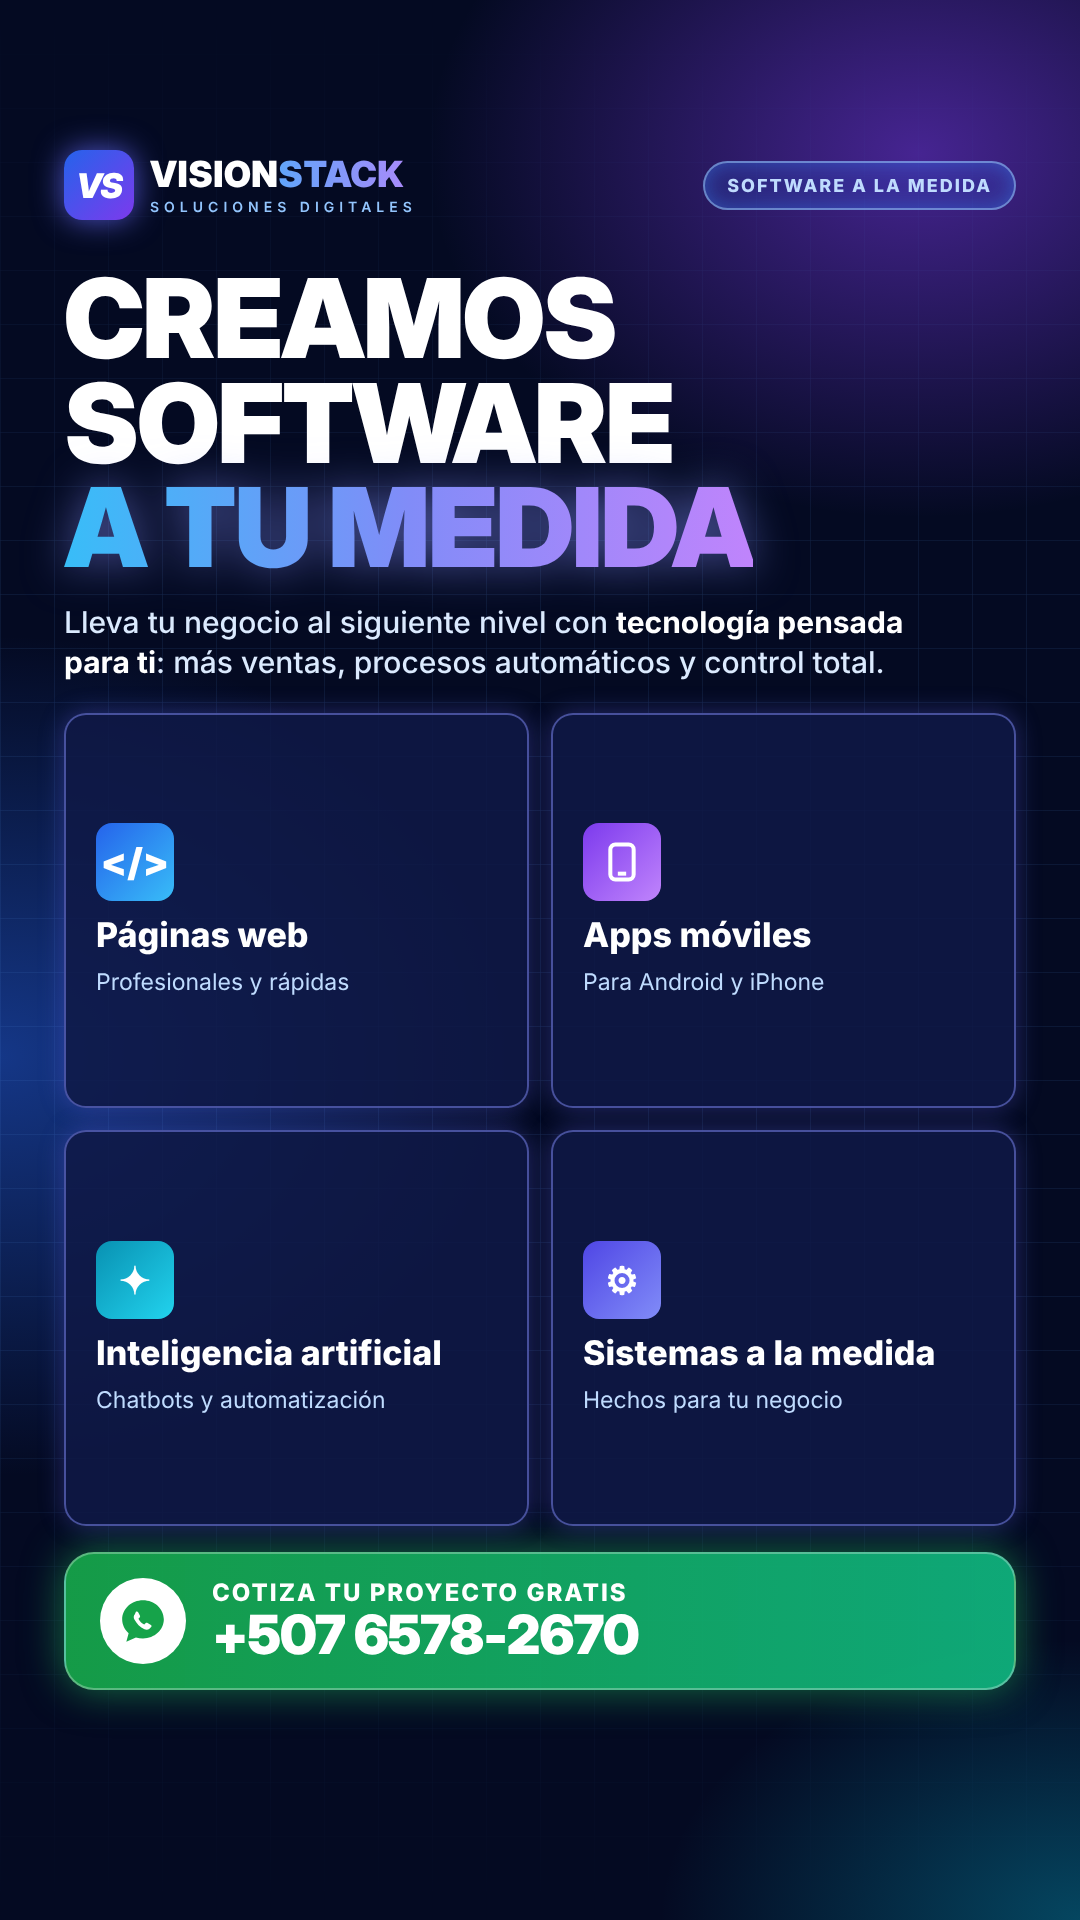 VS
VISIONSTACK
SOLUCIONES DIGITALES
SOFTWARE A LA MEDIDA
CREAMOS
SOFTWARE
A TU MEDIDA
Lleva tu negocio al siguiente nivel con tecnología pensada
para ti: más ventas, procesos automáticos y control total.
</>
Páginas web
Profesionales y rápidas
Apps móviles
Para Android y iPhone
Inteligencia artificial
Chatbots y automatización
Sistemas a la medida
Hechos para tu negocio
COTIZA TU PROYECTO GRATIS
+507 6578-2670